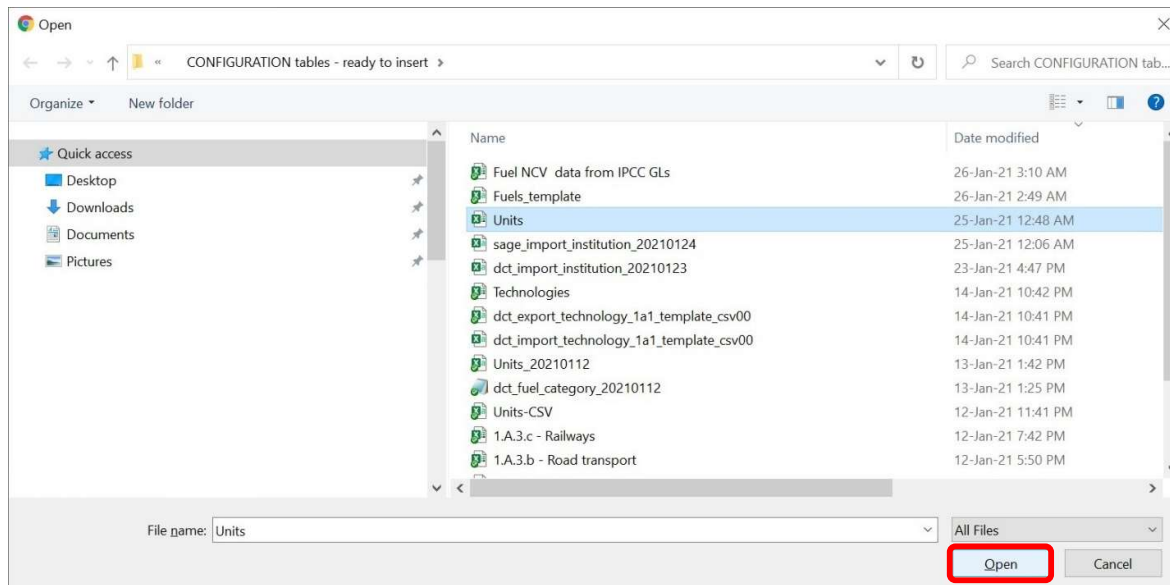 Open
« CONFIGURATION tables - ready to insert
Search CONFIGURATION tab...
Organize New folder
Name Date modified
Quick access
Desktop
Downloads
Documents
Pictures
Fuel NCV data from IPCC GLs 26-Jan-21 3:10 AM
Fuels_template 26-Jan-21 2:49 AM
Units 25-Jan-21 12:48 AM
sage_import_institution_20210124 25-Jan-21 12:06 AM
dct_import_institution_20210123 23-Jan-21 4:47 PM
Technologies 14-Jan-21 10:42 PM
dct_export_technology_1a1_template_csv00 14-Jan-21 10:41 PM
dct_import_technology_1a1_template_csv00 14-Jan-21 10:41 PM
Units_20210112 13-Jan-21 1:42 PM
dct_fuel_category_20210112 13-Jan-21 1:25 PM
Units-CSV 12-Jan-21 11:41 PM
1.A.3.c - Railways 12-Jan-21 7:42 PM
1.A.3.b - Road transport 12-Jan-21 5:50 PM
File name: Units All Files
Open Cancel